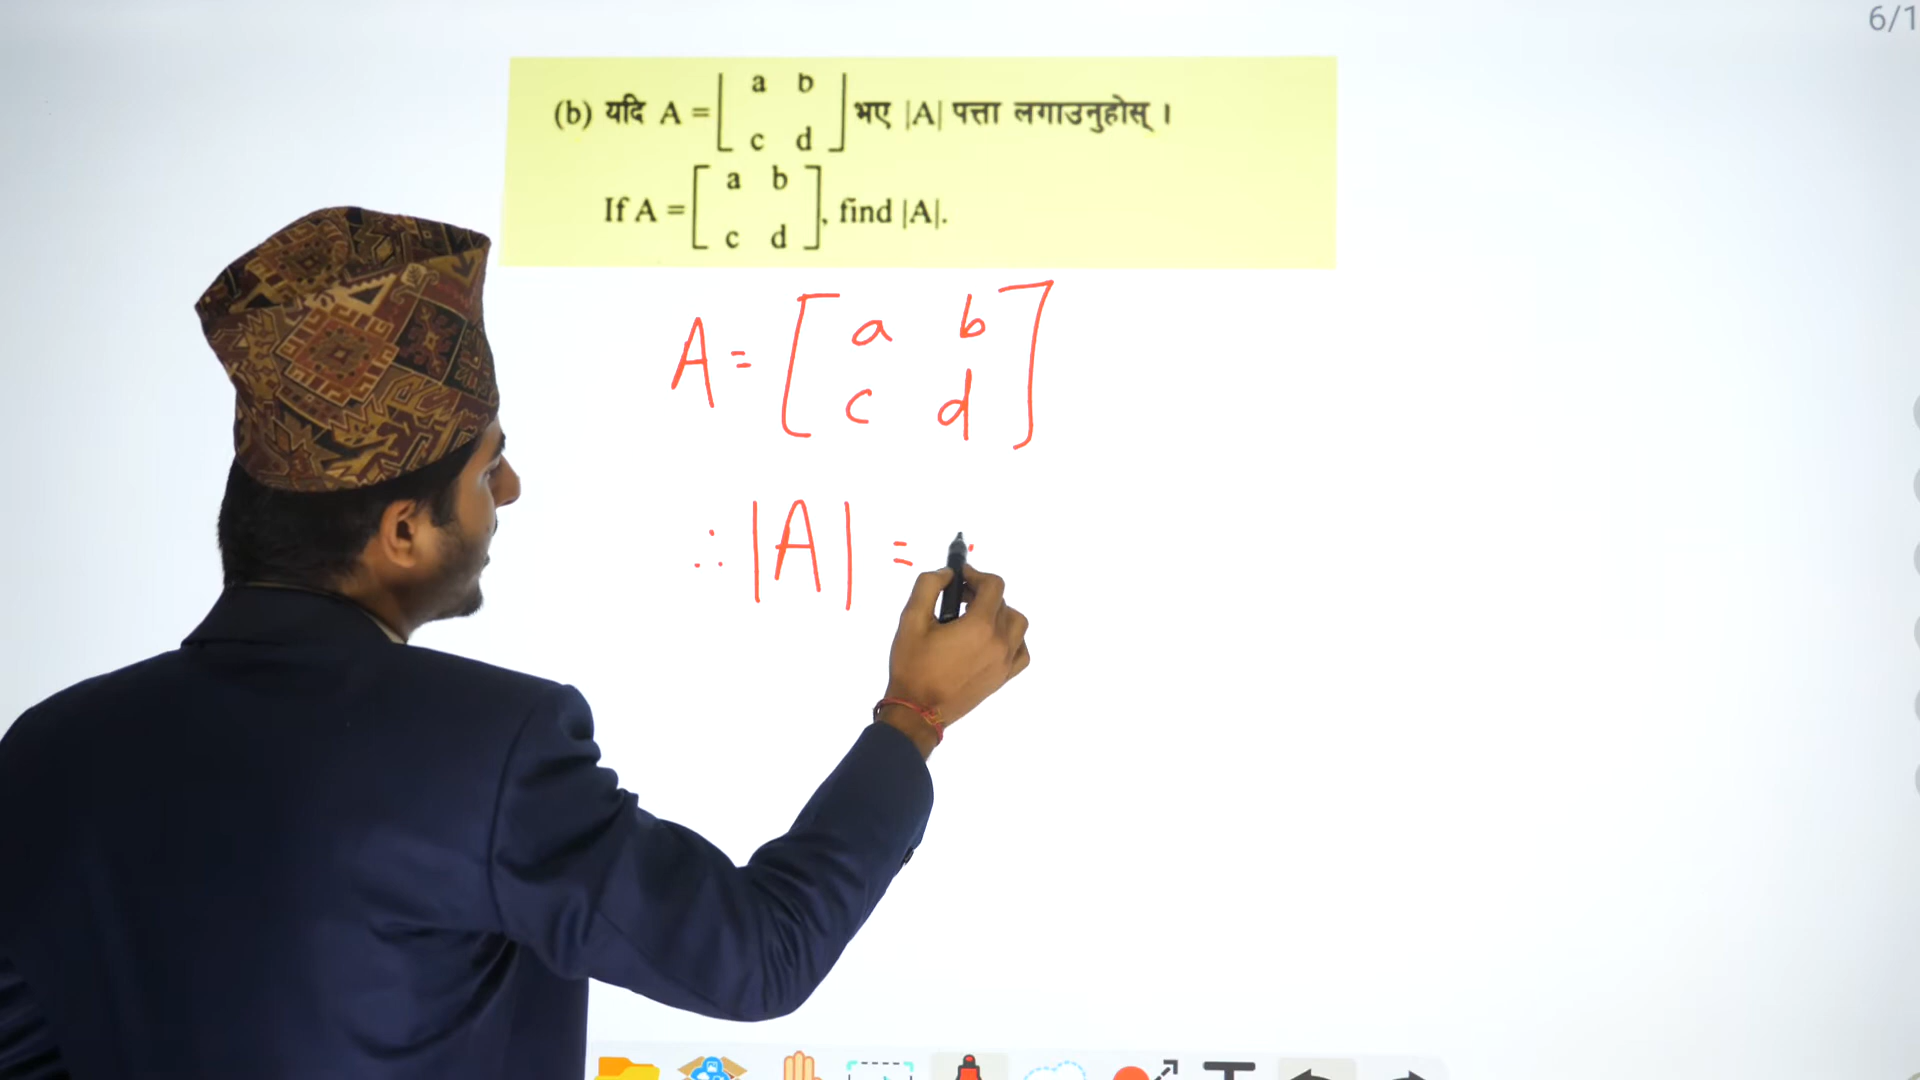 6/1
(b) यदि A = [ a b
c d ] भए |A| पत्ता लगाउनुहोस् ।
If A = [ a b
c d ], find |A|.
A = [ a b
c d ]
∴ |A| =